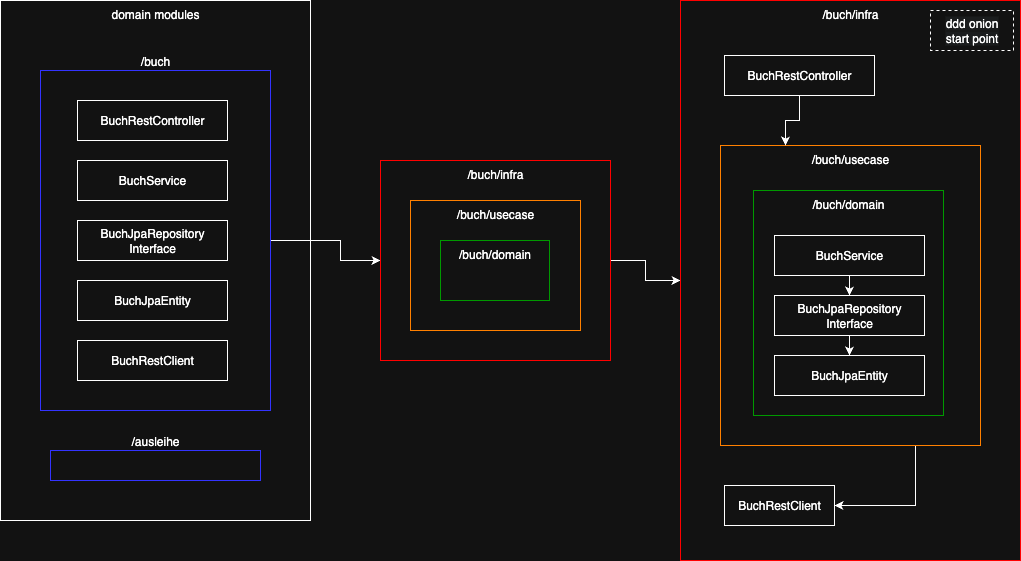 domain modules
/buch
BuchRestController
BuchService
BuchJpaRepository
Interface
BuchJpaEntity
BuchRestClient
/ausleihe
/buch/infra
/buch/usecase
/buch/domain
/buch/infra
ddd onion
start point
BuchRestController
/buch/usecase
/buch/domain
BuchService
BuchJpaRepository
Interface
BuchJpaEntity
BuchRestClient